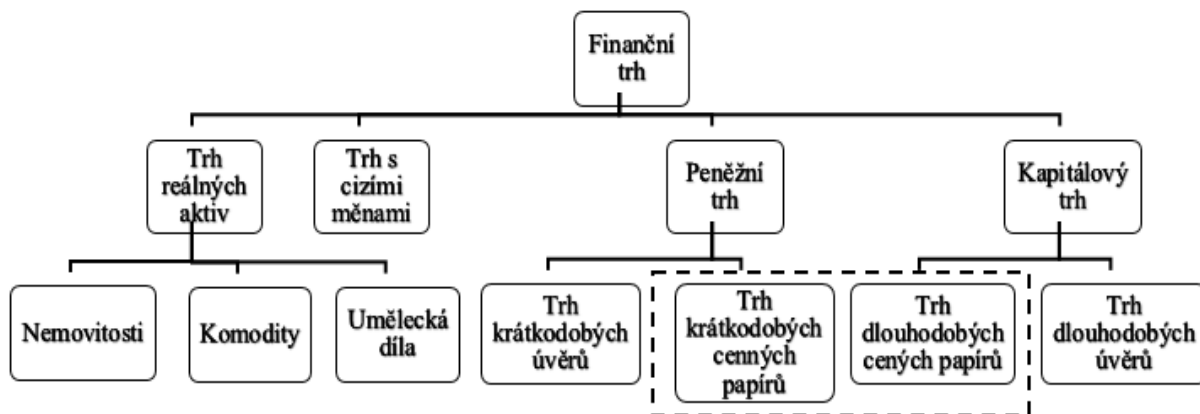 Finanční
trh
Trh
reálných
aktiv
Trh s
cizími
měnami
Peněžní
trh
Kapitálový
trh
Nemovitosti
Komodity
Umělecká
díla
Trh
krátkodobých
úvěrů
Trh
krátkodobých
cenných
papírů
Trh
dlouhodobých
cených papírů
Trh
dlouhodobých
úvěrů